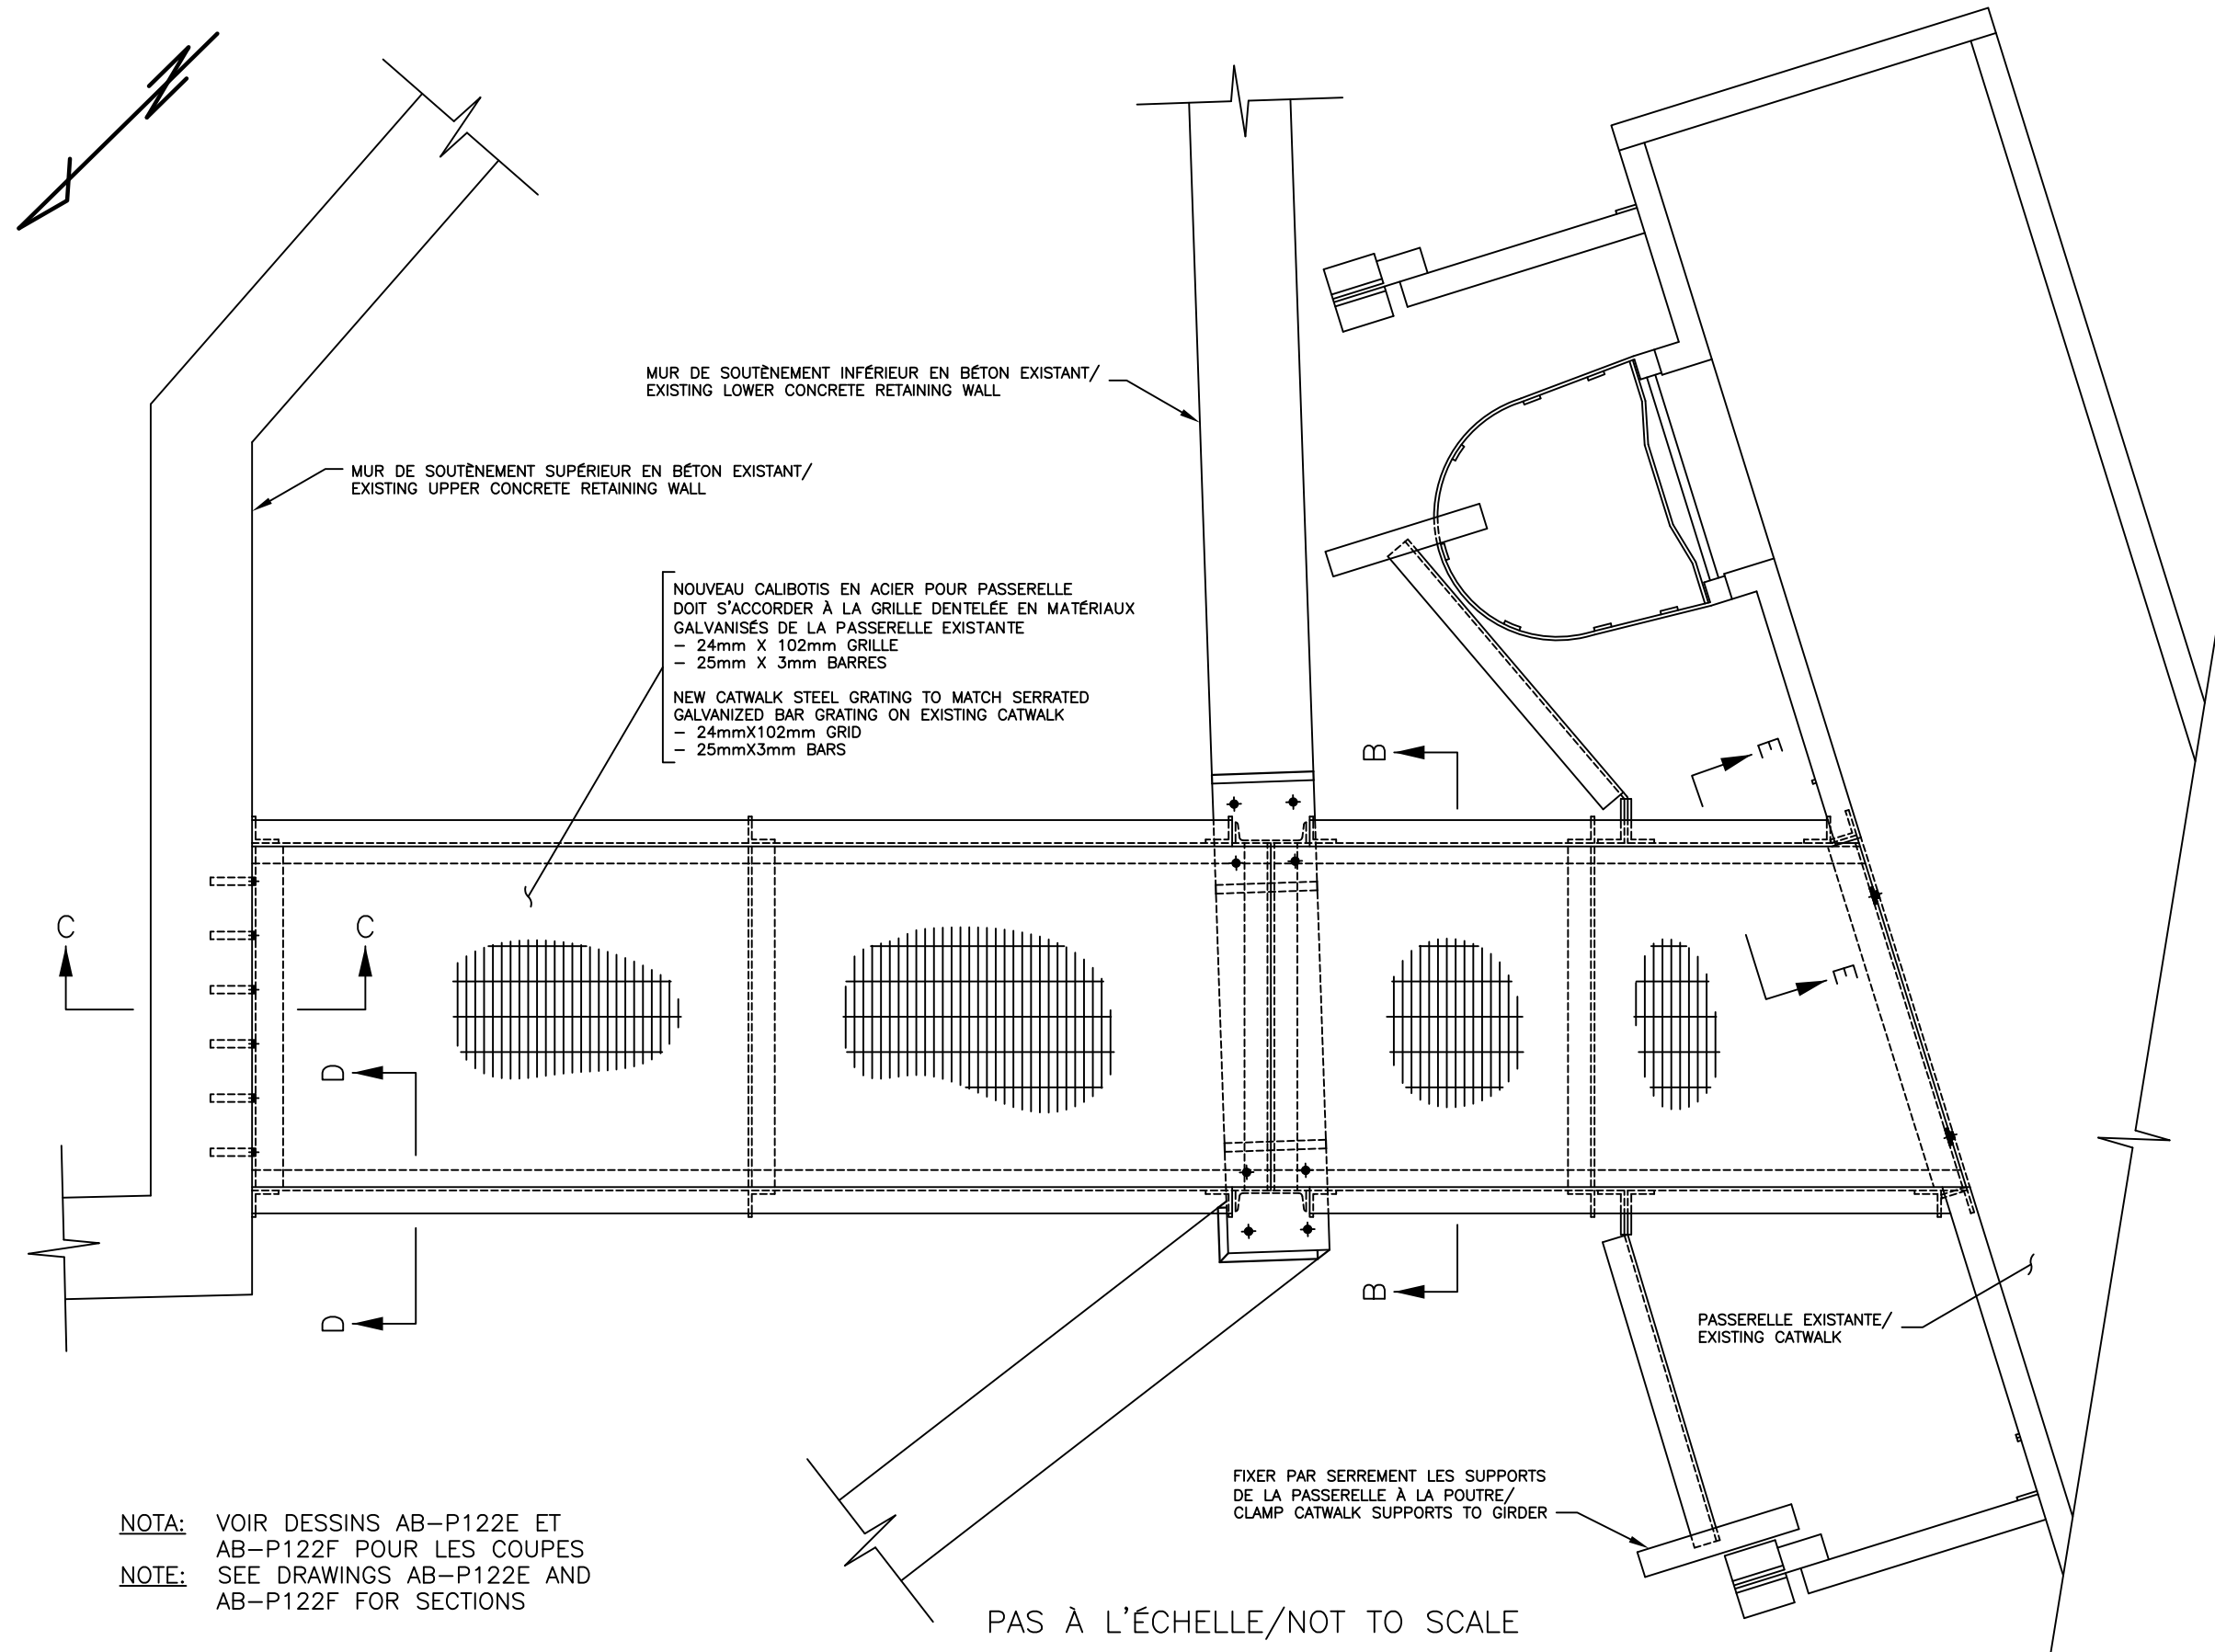 N
MUR DE SOUTÈNEMENT INFÉRIEUR EN BÉTON EXISTANT/
EXISTING LOWER CONCRETE RETAINING WALL
MUR DE SOUTÈNEMENT SUPÉRIEUR EN BÉTON EXISTANT/
EXISTING UPPER CONCRETE RETAINING WALL
NOUVEAU CALIBOTIS EN ACIER POUR PASSERELLE
DOIT S'ACCORDER À LA GRILLE DENTELÉE EN MATÉRIAUX
GALVANISÉS DE LA PASSERELLE EXISTANTE
– 24mm X 102mm GRILLE
– 25mm X 3mm BARRES
NEW CATWALK STEEL GRATING TO MATCH SERRATED
GALVANIZED BAR GRATING ON EXISTING CATWALK
– 24mmX102mm GRID
– 25mmX3mm BARS
B
E
C
C
E
D
B
D
PASSERELLE EXISTANTE/
EXISTING CATWALK
FIXER PAR SERREMENT LES SUPPORTS
DE LA PASSERELLE À LA POUTRE/
CLAMP CATWALK SUPPORTS TO GIRDER
NOTA: VOIR DESSINS AB–P122E ET
AB–P122F POUR LES COUPES
NOTE: SEE DRAWINGS AB–P122E AND
AB–P122F FOR SECTIONS
PAS À L'ÉCHELLE/NOT TO SCALE